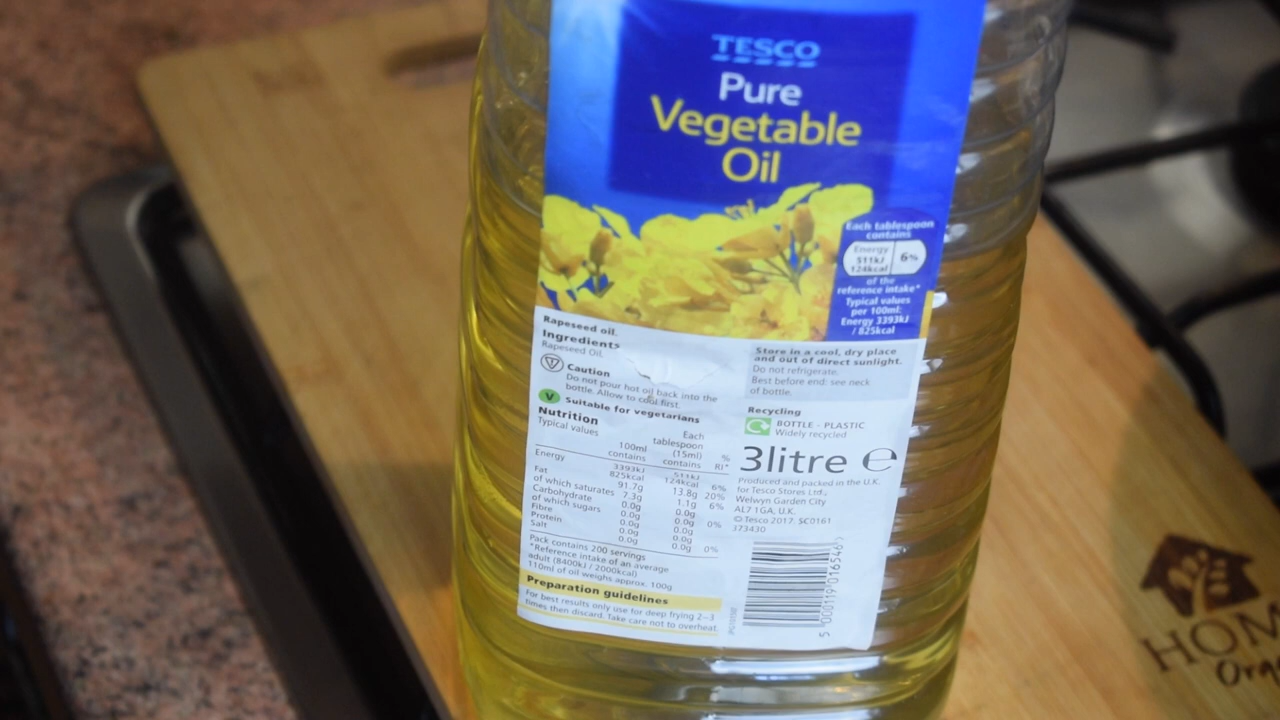 TESCO
Pure
Vegetable
Oil
Each tablespoon
contains
Energy
511kJ
124kcal
6%
of the
reference intake*
Typical values
per 100ml:
Energy 3393kJ
/ 825kcal
Rapeseed oil.
Ingredients
Rapeseed Oil.
Caution
Do not pour hot oil back into the
bottle. Allow to cool first.
V Suitable for vegetarians
Nutrition
Typical values
100ml
contains
Each
tablespoon
(15ml)
contains
%
RI*
Energy 3393kJ 511kJ
825kcal 124kcal 6%
Fat 91.7g 13.8g 20%
of which saturates 7.3g 1.1g 6%
Carbohydrate 0.0g 0.0g
of which sugars 0.0g 0.0g 0%
Fibre 0.0g 0.0g
Protein 0.0g 0.0g
Salt 0.0g 0.0g 0%
Pack contains 200 servings
*Reference intake of an average
adult (8400kJ / 2000kcal)
110ml of oil weighs approx. 100g
Preparation guidelines
For best results only use for deep frying 2-3
times then discard. Take care not to overheat.
Store in a cool, dry place
and out of direct sunlight.
Do not refrigerate.
Best before end: see neck
of bottle.
Recycling
BOTTLE - PLASTIC
Widely recycled
3litre e
Produced and packed in the U.K.
for Tesco Stores Ltd.,
Welwyn Garden City
AL7 1GA, U.K.
© Tesco 2017. SC0161
373430
5 000119 016546
HOM
Orga